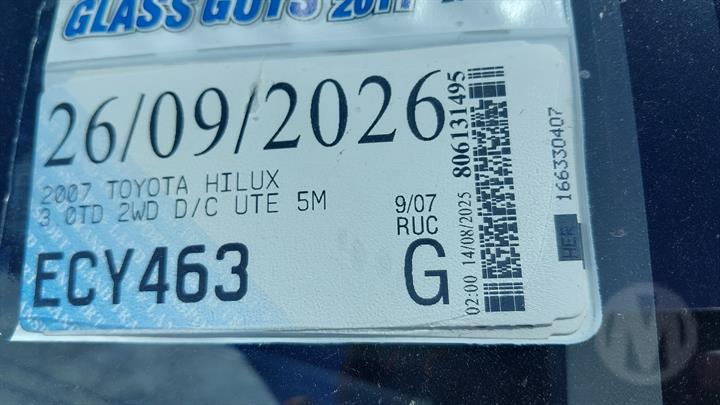 GLASS GUYS 2011
26/09/2026
2007 TOYOTA HILUX
3 0TD 2WD D/C UTE 5M
9/07
RUC
ECY463
G
02:00 14/08/2025 806131495
HER 166330407